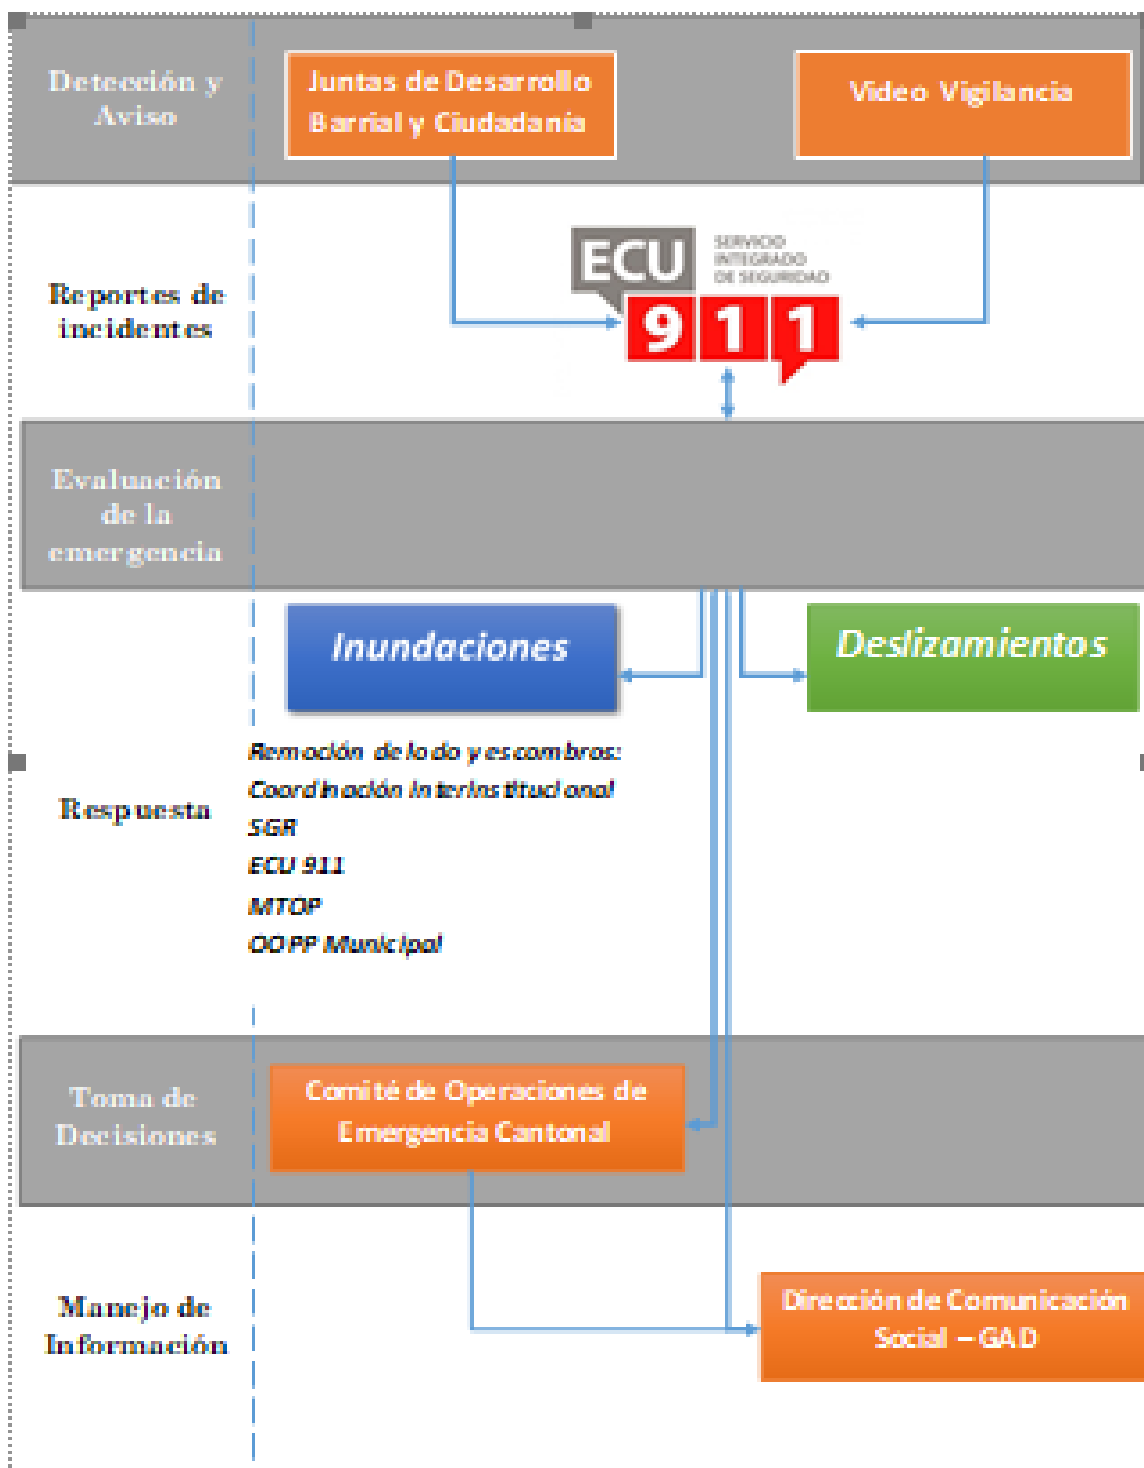 Detección y
Aviso
Juntas de Desarrollo
Barrial y Ciudadanía
Video Vigilancia
Reportes de
incidentes
ECU
SERVICIO
INTEGRADO
DE SEGURIDAD
911
Evaluación
de la
emergencia
Inundaciones
Deslizamientos
Respuesta
Remoción de lodo y escombros:
Coordinación Interinstitucional
SGR
ECU 911
MTOP
OOPP Municipal
Toma de
Decisiones
Comité de Operaciones de
Emergencia Cantonal
Manejo de
Información
Dirección de Comunicación
Social – GAD